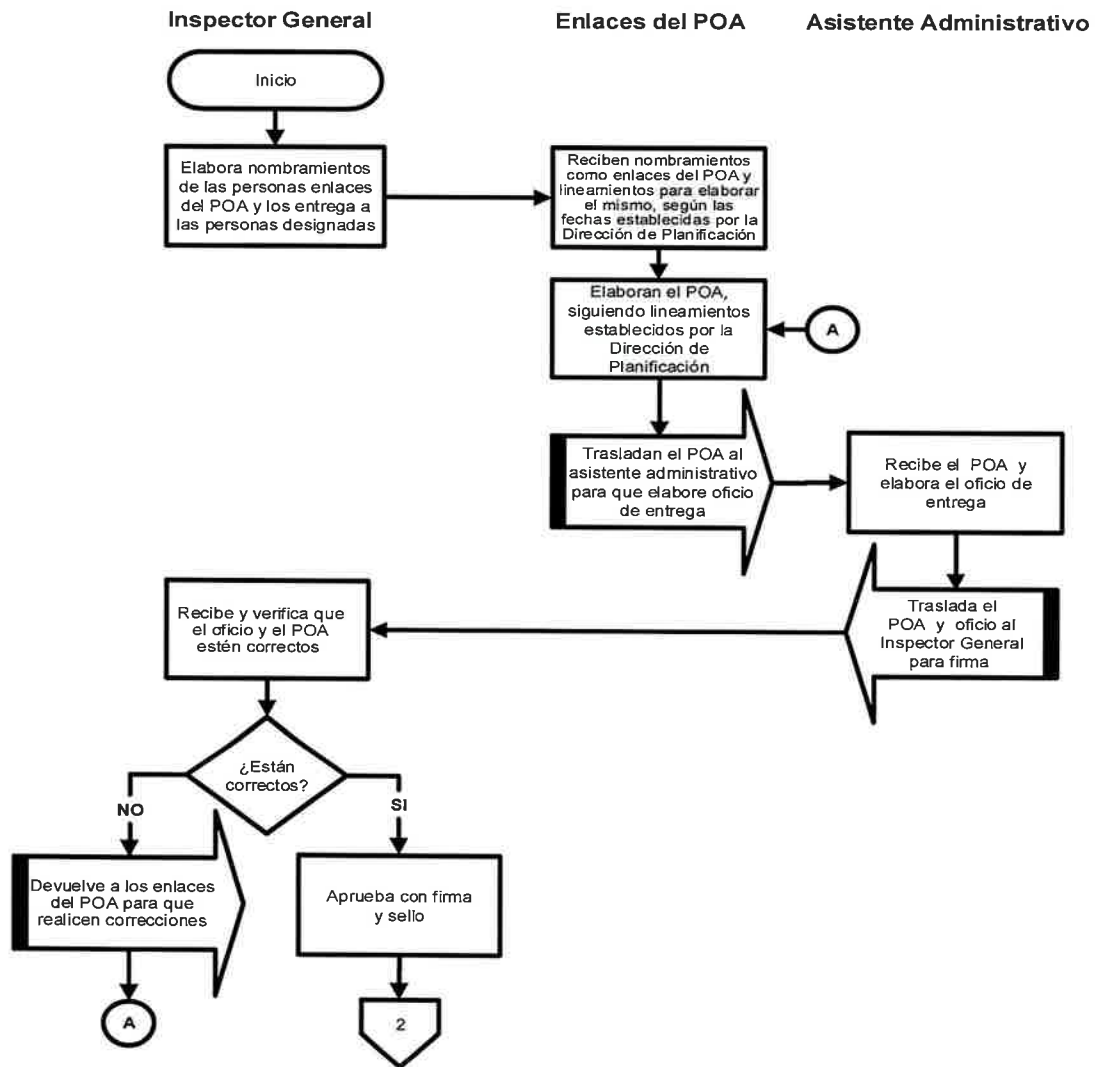 Inspector General
Enlaces del POA
Asistente Administrativo
Inicio
Elabora nombramientos
de las personas enlaces
del POA y los entrega a
las personas designadas
Reciben nombramientos
como enlaces del POA y
lineamientos para elaborar
el mismo, según las
fechas establecidas por la
Dirección de Planificación
Elaboran el POA,
siguiendo lineamientos
establecidos por la
Dirección de
Planificación
A
Trasladan el POA al
asistente administrativo
para que elabore oficio
de entrega
Recibe el POA y
elabora el oficio de
entrega
Traslada el
POA y oficio al
Inspector General
para firma
Recibe y verifica que
el oficio y el POA
estén correctos
¿Están
correctos?
NO
SI
Devuelve a los enlaces
del POA para que
realicen correcciones
Aprueba con firma
y sello
A
2